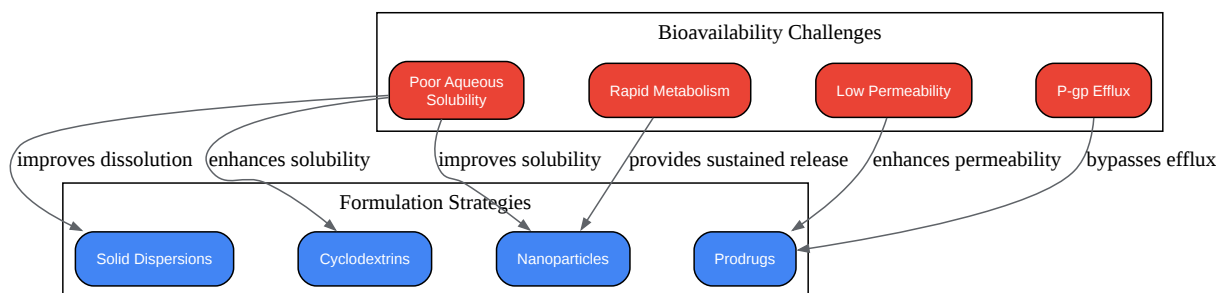 Bioavailability Challenges
Poor Aqueous
Solubility
Rapid Metabolism
Low Permeability
P-gp Efflux
improves dissolution
enhances solubility
improves solubility
provides sustained release
enhances permeability
bypasses efflux
Formulation Strategies
Solid Dispersions
Cyclodextrins
Nanoparticles
Prodrugs